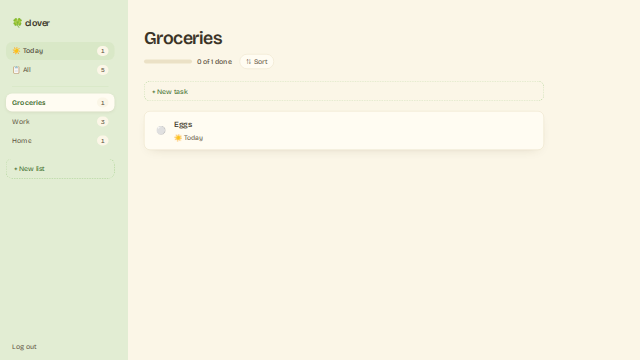 clover
Today 1
All 5
Groceries 1
Work 3
Home 1
+ New list
Log out
Groceries
0 of 1 done
Sort
+ New task
Eggs
Today